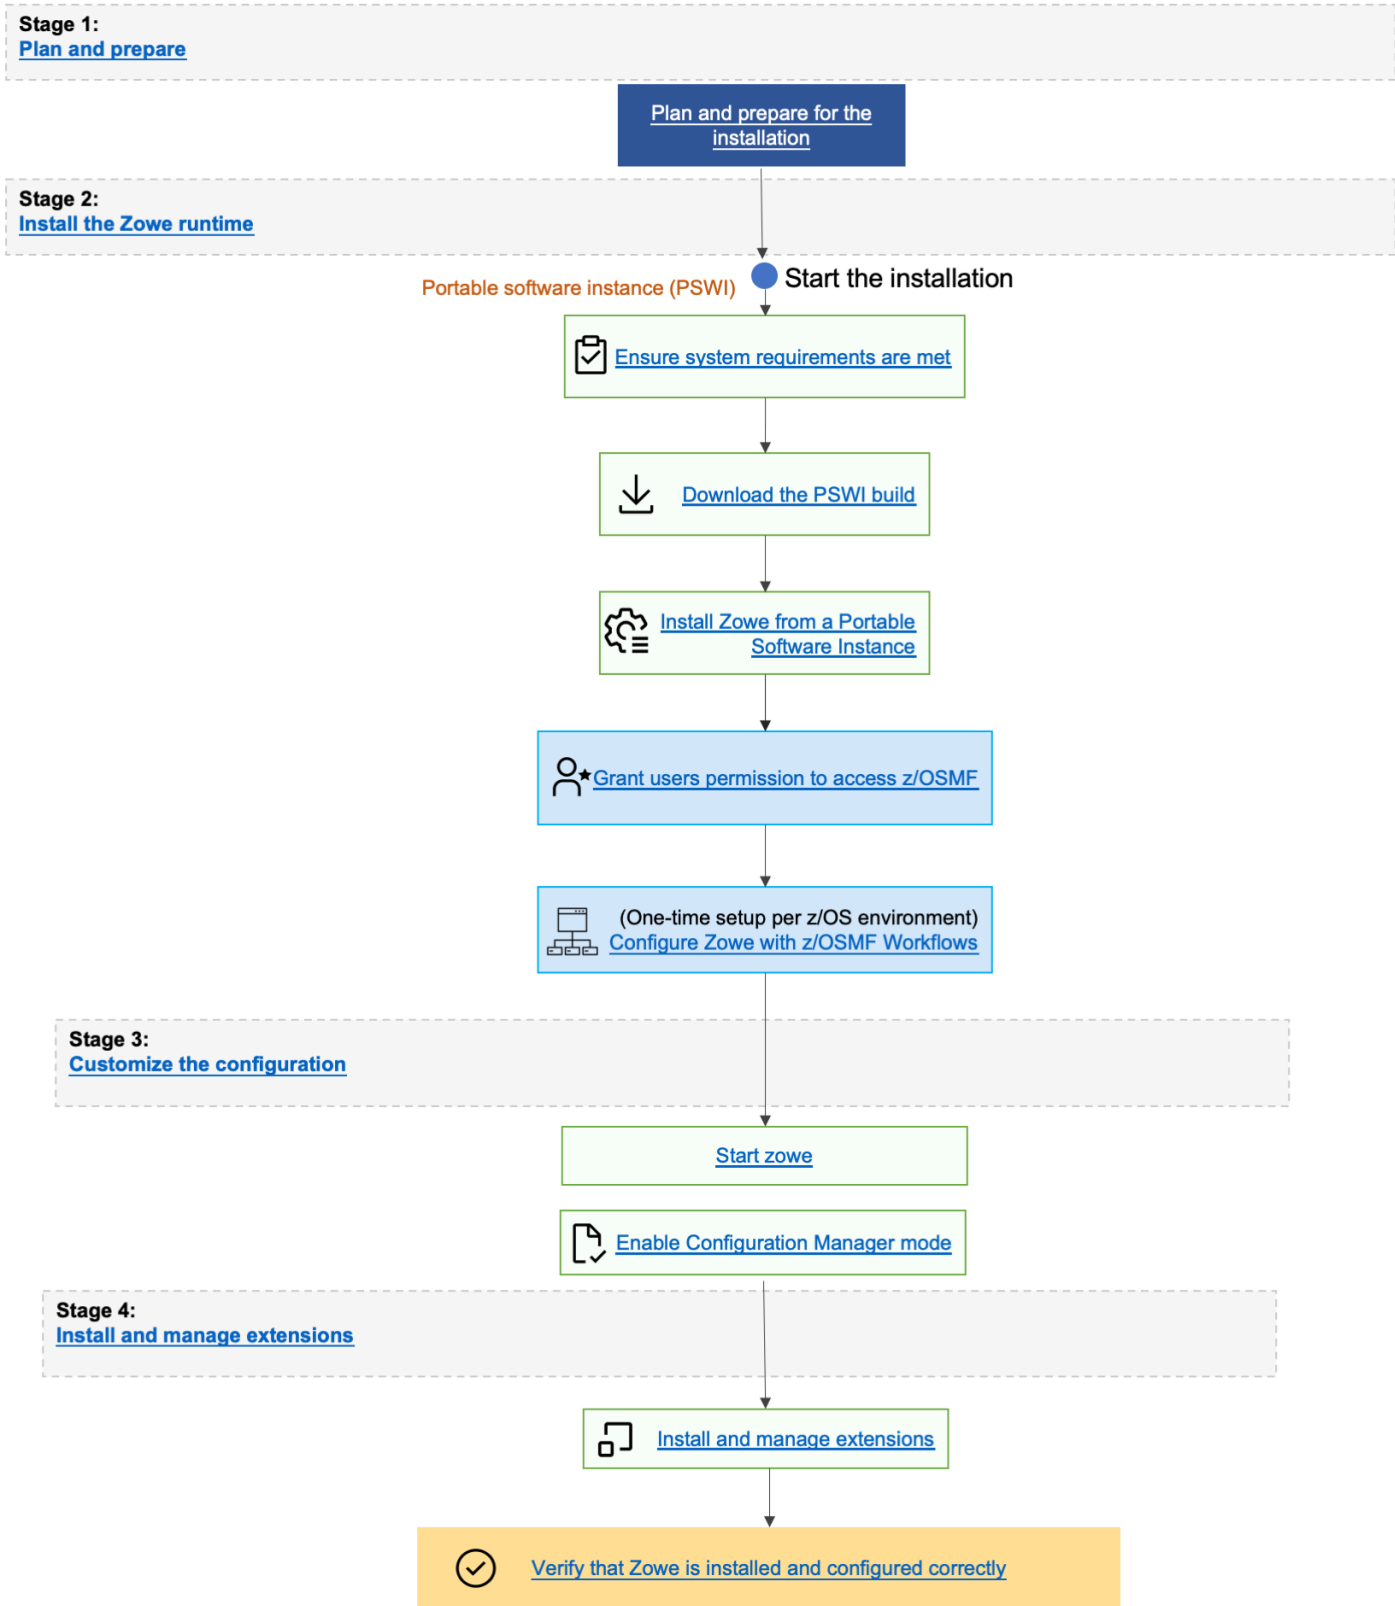 Stage 1:
Plan and prepare
Plan and prepare for the
installation
Stage 2:
Install the Zowe runtime
Portable software instance (PSWI)
Start the installation
Ensure system requirements are met
Download the PSWI build
Install Zowe from a Portable
Software Instance
Grant users permission to access z/OSMF
(One-time setup per z/OS environment)
Configure Zowe with z/OSMF Workflows
Stage 3:
Customize the configuration
Start zowe
Enable Configuration Manager mode
Stage 4:
Install and manage extensions
Install and manage extensions
Verify that Zowe is installed and configured correctly